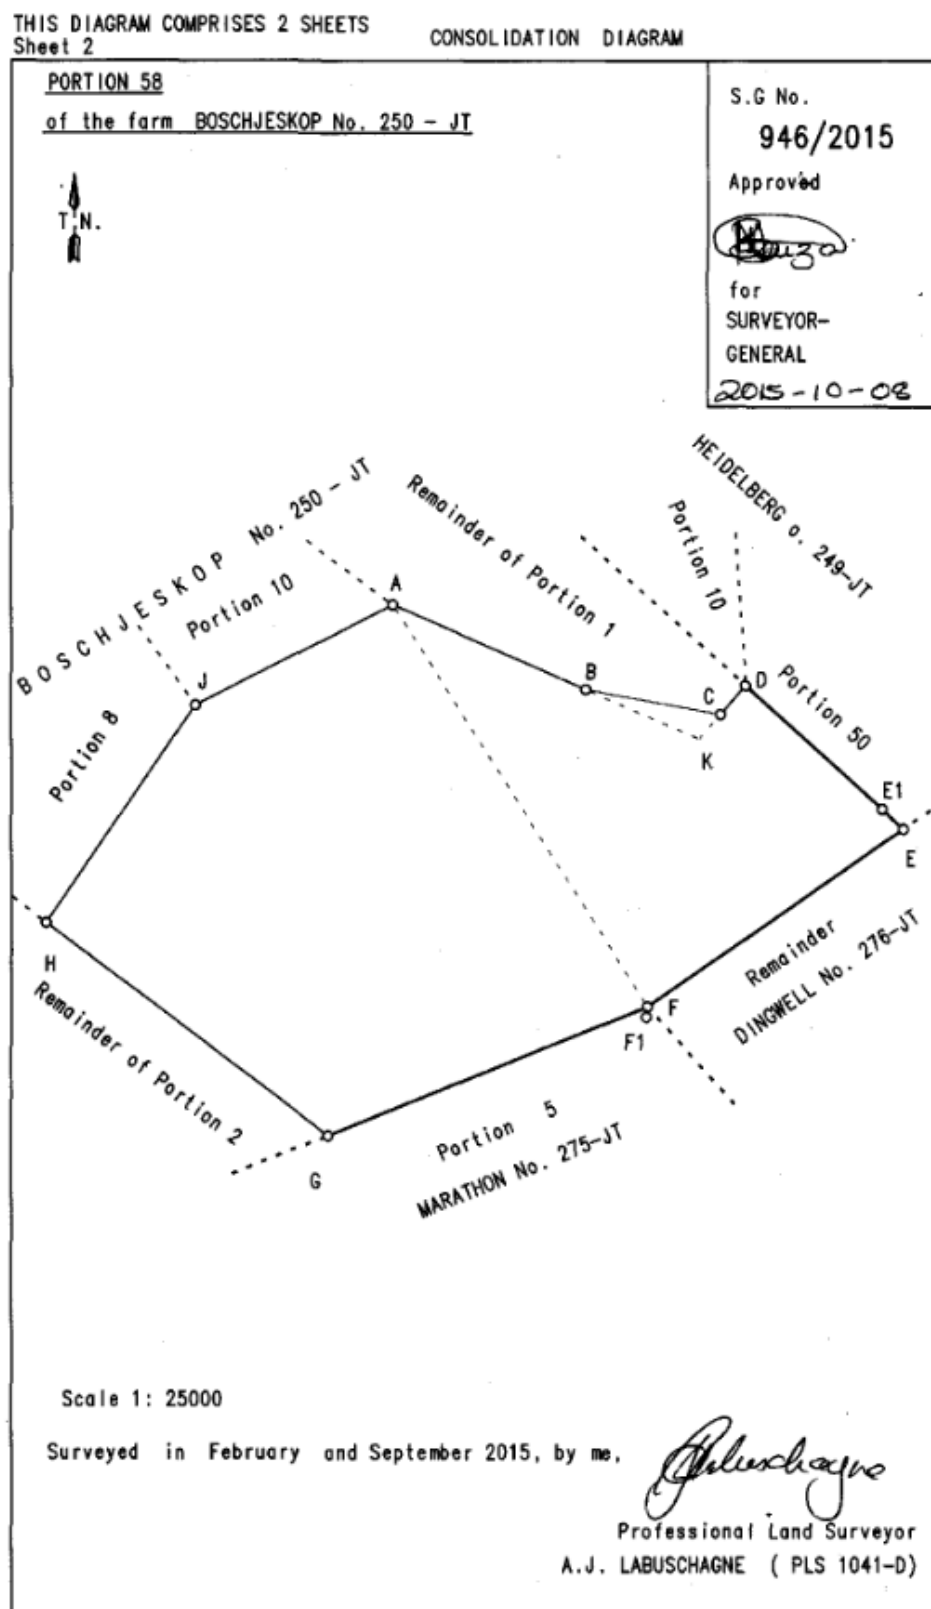 THIS DIAGRAM COMPRISES 2 SHEETS
Sheet 2
CONSOLIDATION DIAGRAM
PORTION 58
of the farm BOSCHJESKOP No. 250 - JT
S.G No.
946/2015
Approved
for
SURVEYOR-
GENERAL
2015-10-08
T.N.
BOSCHJESKOP No. 250 - JT
Portion 10
Portion 8
Remainder of Portion 1
Portion 10
HEIDELBERG o. 249-JT
Portion 50
A
B
C
D
K
E1
E
J
H
F
F1
G
Remainder
DINGWELL No. 276-JT
Remainder of Portion 2
Portion 5
MARATHON No. 275-JT
Scale 1: 25000
Surveyed in February and September 2015, by me,
Professional Land Surveyor
A.J. LABUSCHAGNE ( PLS 1041-D)